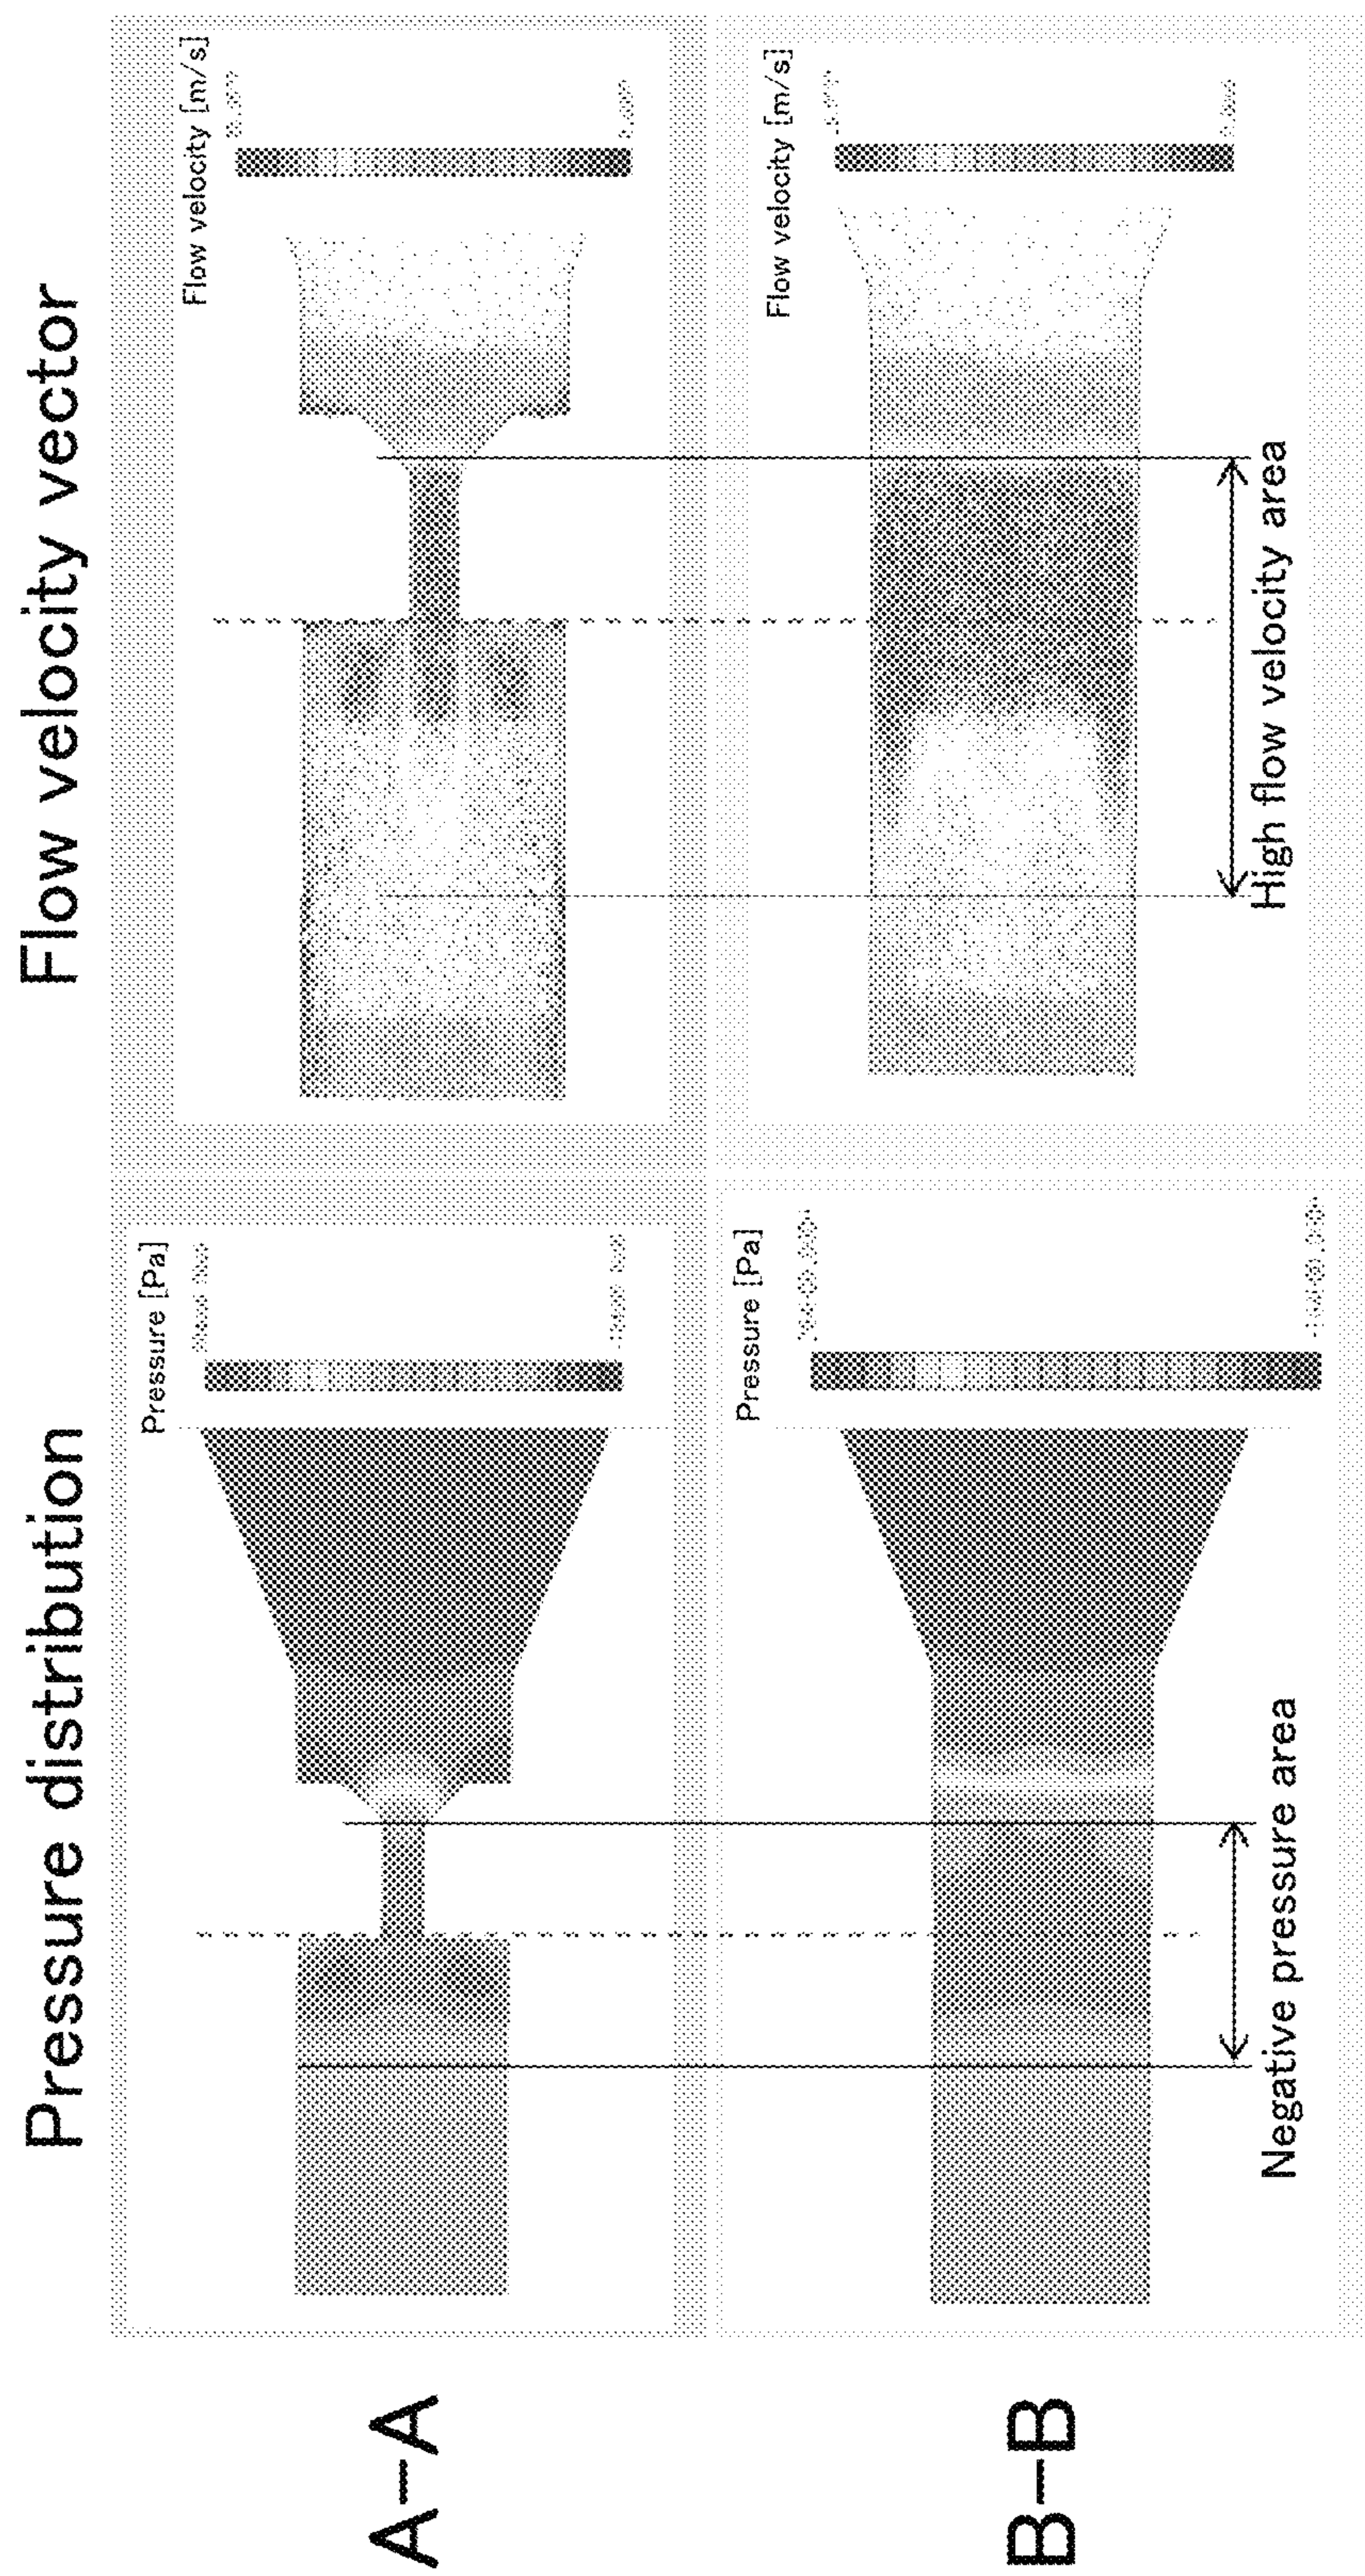 Pressure distribution
Flow velocity vector
A-A
Pressure [Pa]
Flow velocity [m/s]
B-B
Pressure [Pa]
Flow velocity [m/s]
Negative pressure area
High flow velocity area